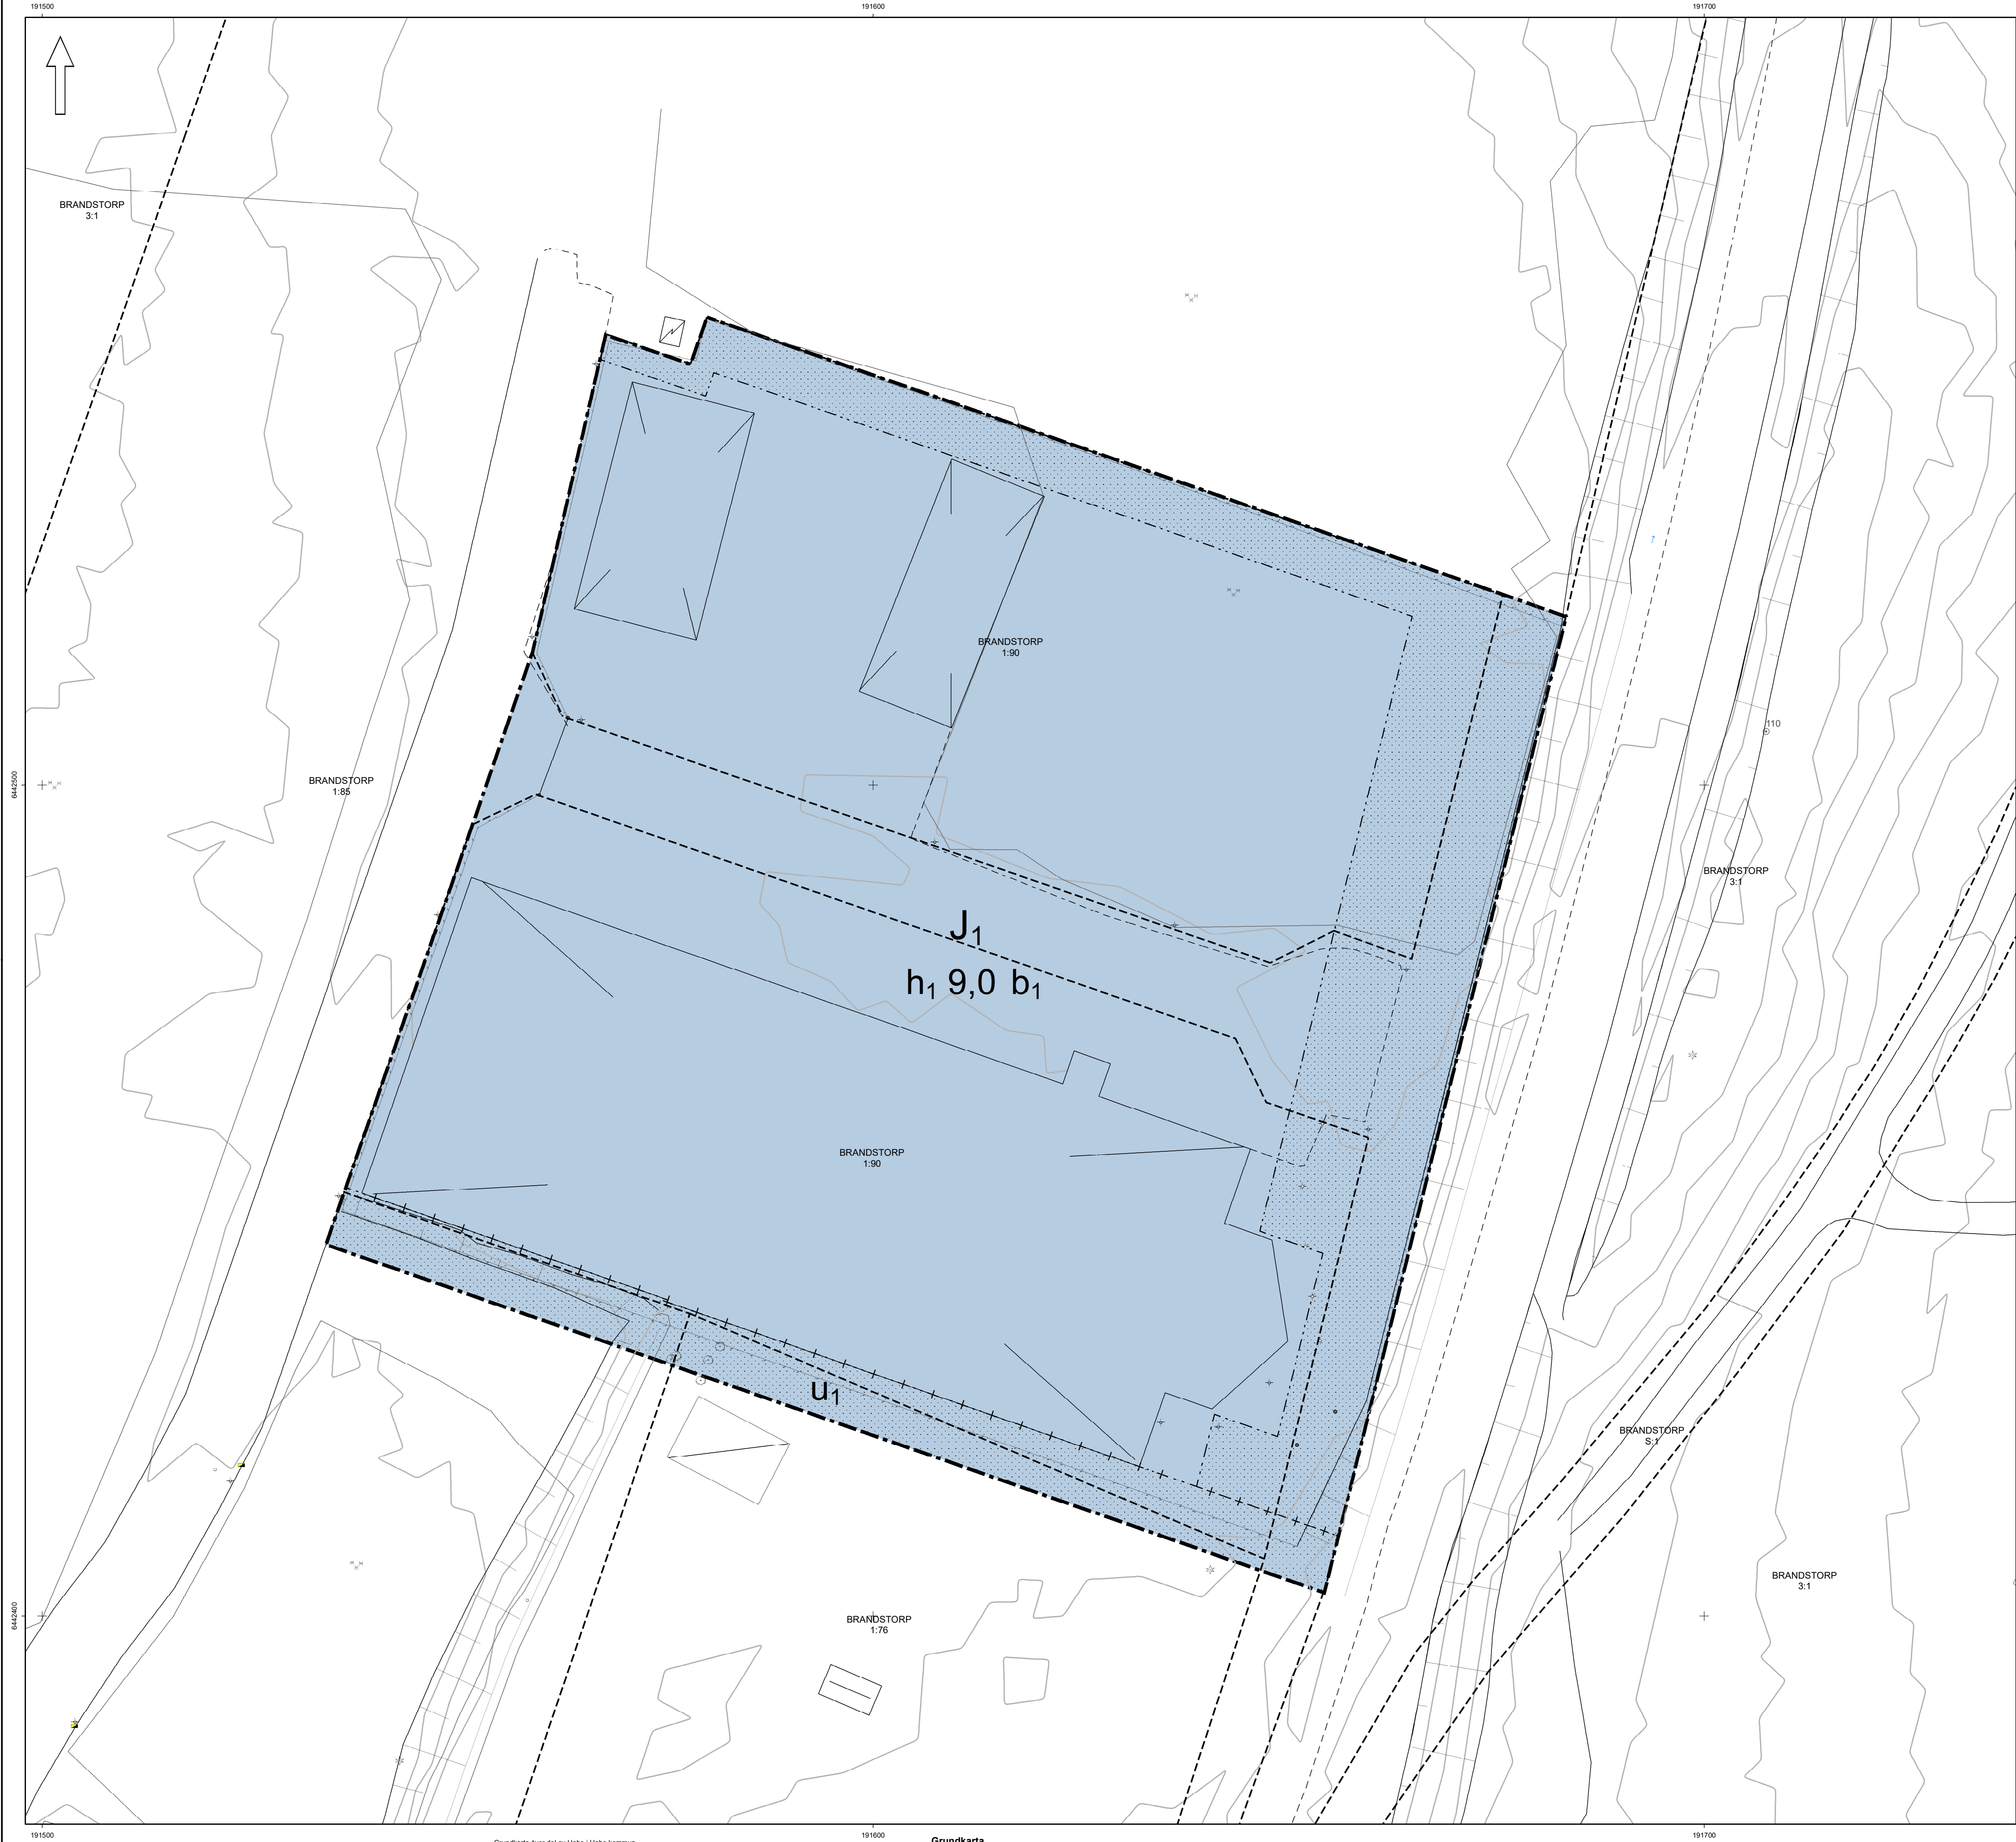 191500
191600
191700
BRANDSTORP
3:1
BRANDSTORP
1:90
110
6442500
BRANDSTORP
1:85
BRANDSTORP
3:1
J1
h1 9,0 b1
BRANDSTORP
1:90
u1
BRANDSTORP
S:1
BRANDSTORP
3:1
6442400
BRANDSTORP
1:76
191500
191600
191700
Grundkarta